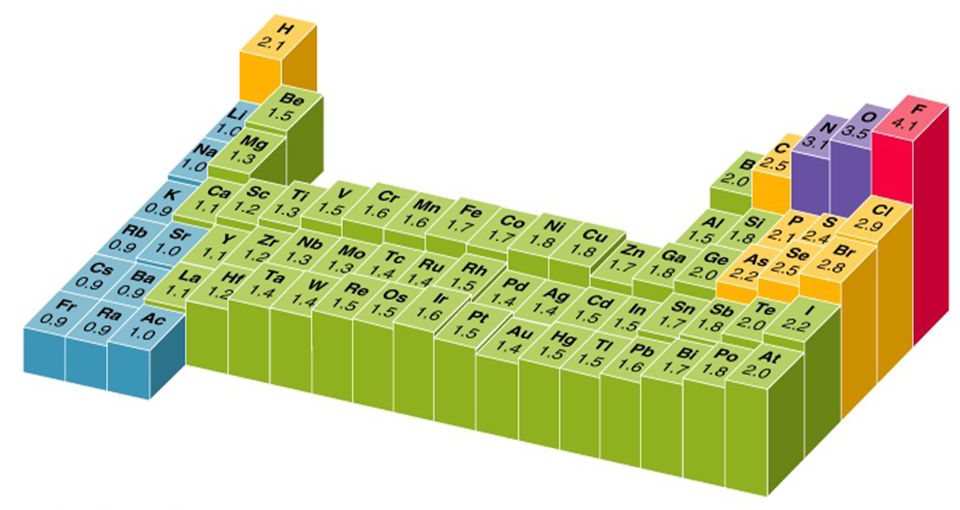 H
2.1
Li Be B C N O F
1.0 1.5 2.0 2.5 3.1 3.5 4.1
Na Mg Al Si P S Cl
1.0 1.3 1.5 1.8 2.1 2.4 2.9
K Ca Sc Ti V Cr Mn Fe Co Ni Cu Zn Ga Ge As Se Br
0.9 1.1 1.2 1.3 1.5 1.6 1.6 1.7 1.7 1.8 1.8 1.7 1.8 2.0 2.2 2.5 2.8
Rb Sr Y Zr Nb Mo Tc Ru Rh Pd Ag Cd In Sn Sb Te I
0.9 1.0 1.1 1.2 1.3 1.3 1.4 1.4 1.5 1.4 1.4 1.5 1.5 1.7 1.8 2.0 2.2
Cs Ba La Hf Ta W Re Os Ir Pt Au Hg Tl Pb Bi Po At
0.9 0.9 1.1 1.2 1.4 1.4 1.5 1.5 1.6 1.5 1.4 1.5 1.5 1.6 1.7 1.8 2.0
Fr Ra Ac
0.9 0.9 1.0